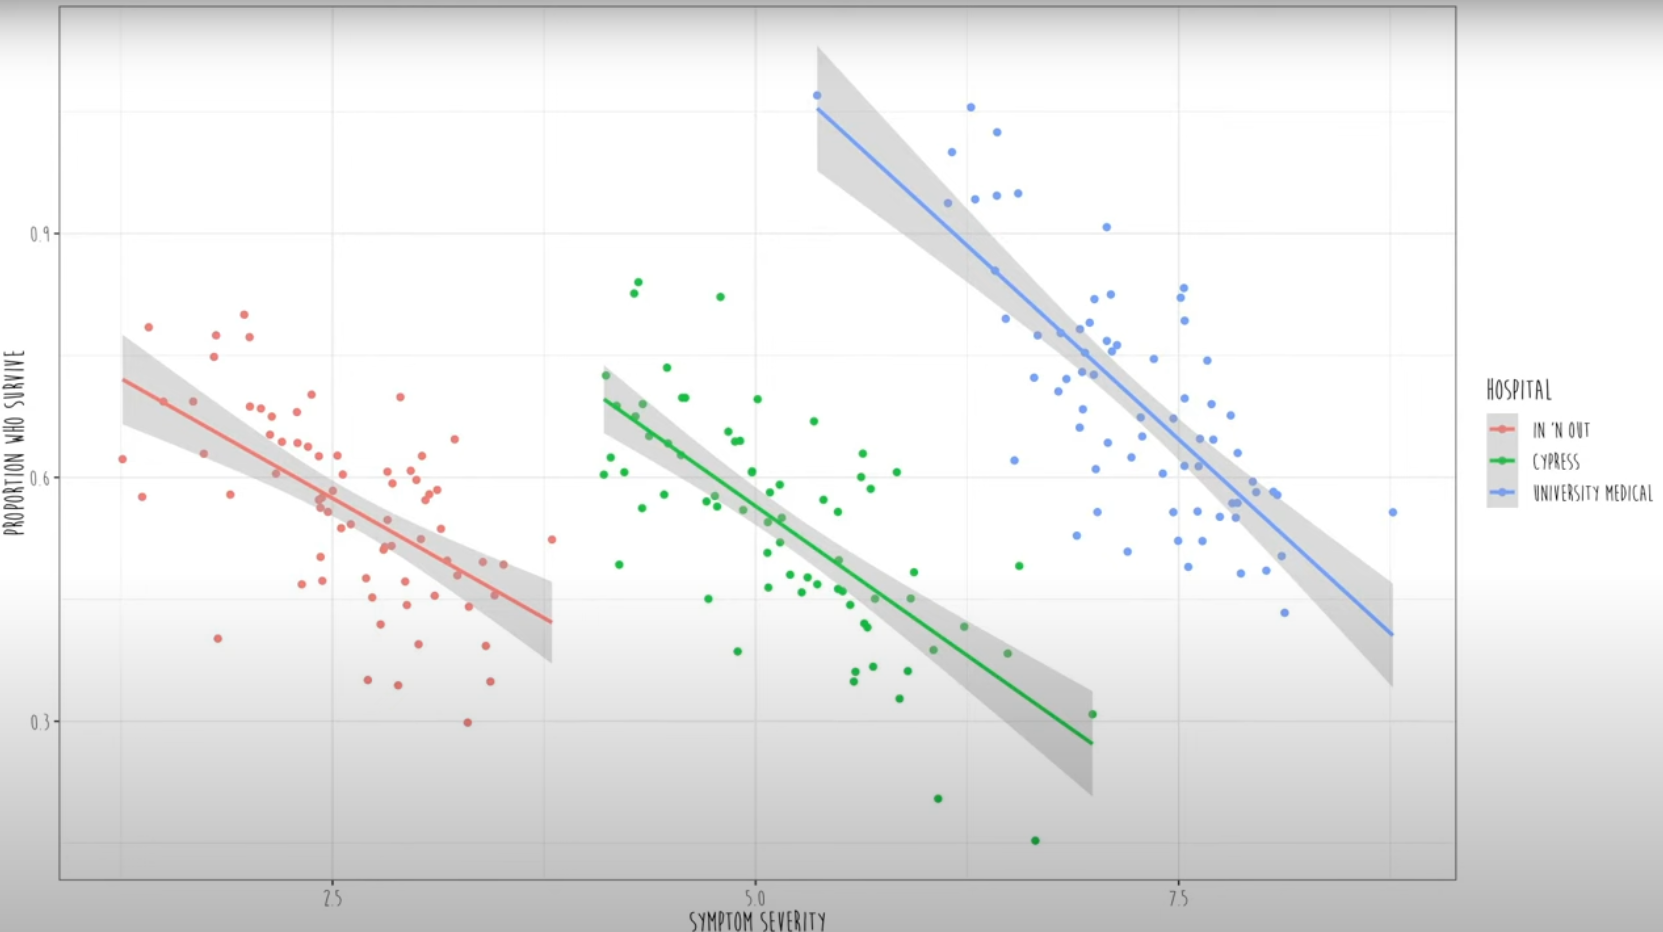 PROPORTION WHO SURVIVE
0.9
0.6
0.3
2.5
5.0
7.5
SYMPTOM SEVERITY
HOSPITAL
IN 'N OUT
CYPRESS
UNIVERSITY MEDICAL